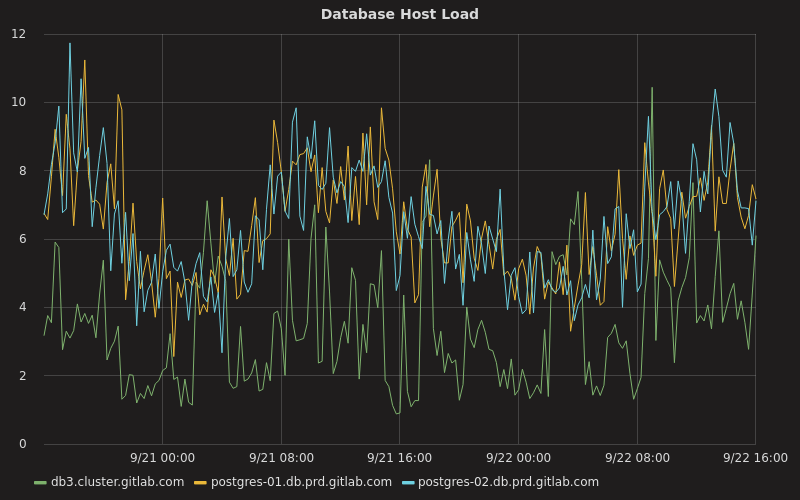 Database Host Load
12
10
8
6
4
2
0
9/21 00:00 9/21 08:00 9/21 16:00 9/22 00:00 9/22 08:00 9/22 16:00
db3.cluster.gitlab.com postgres-01.db.prd.gitlab.com postgres-02.db.prd.gitlab.com